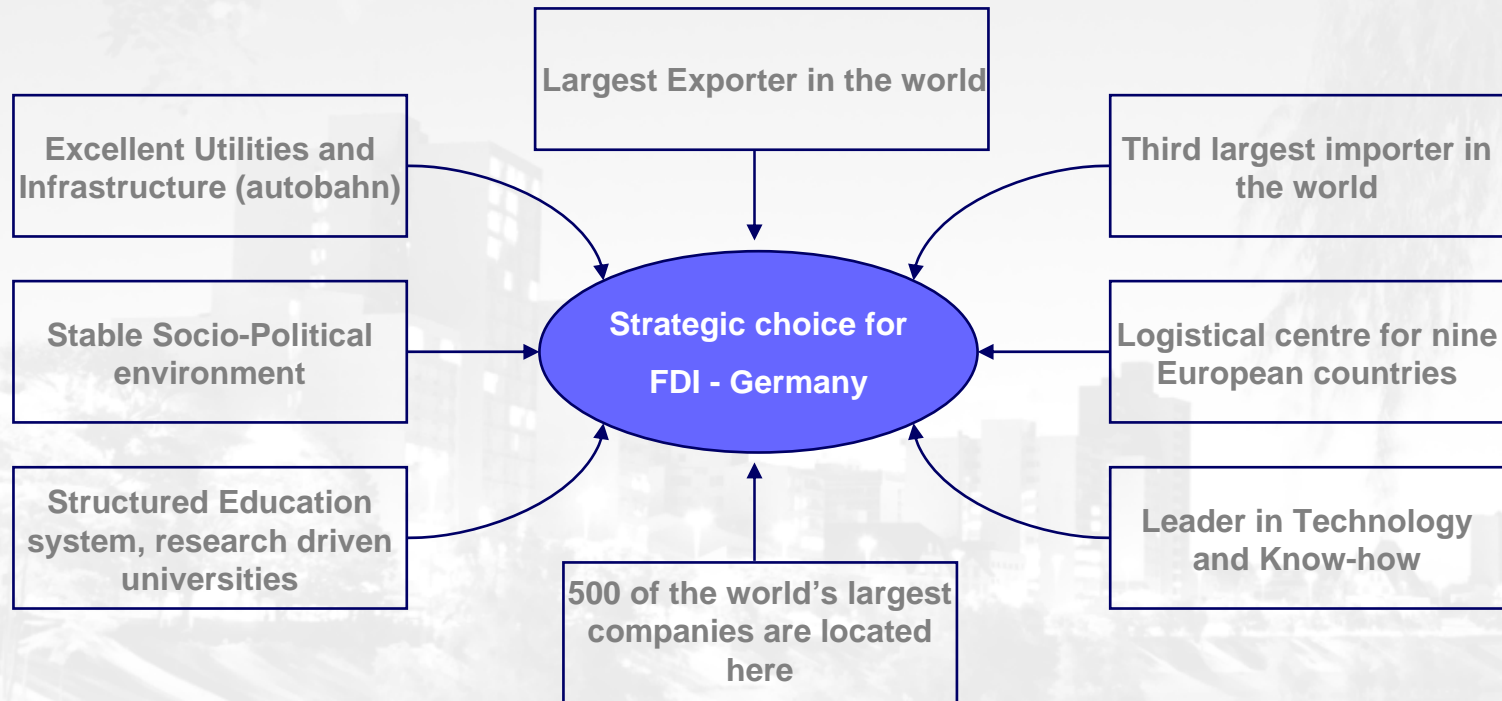 Largest Exporter in the world
Excellent Utilities and
Infrastructure (autobahn)
Third largest importer in
the world
Stable Socio-Political
environment
Strategic choice for
FDI - Germany
Logistical centre for nine
European countries
Structured Education
system, research driven
universities
500 of the world’s largest
companies are located
here
Leader in Technology
and Know-how